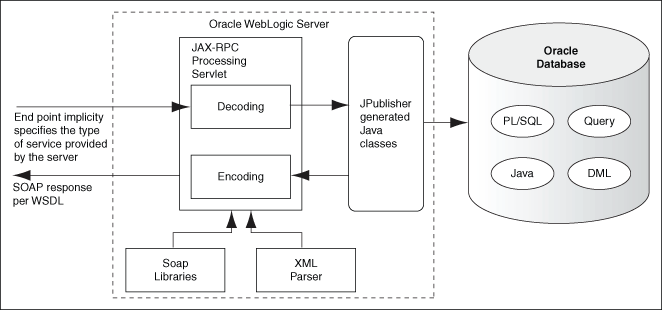 Oracle WebLogic Server
JAX-RPC
Processing
Servlet
Decoding
End point implicity
specifies the type
of service provided
by the server
Encoding
SOAP response
per WSDL
JPublisher
generated
Java
classes
Soap
Libraries
XML
Parser
Oracle
Database
PL/SQL
Query
Java
DML